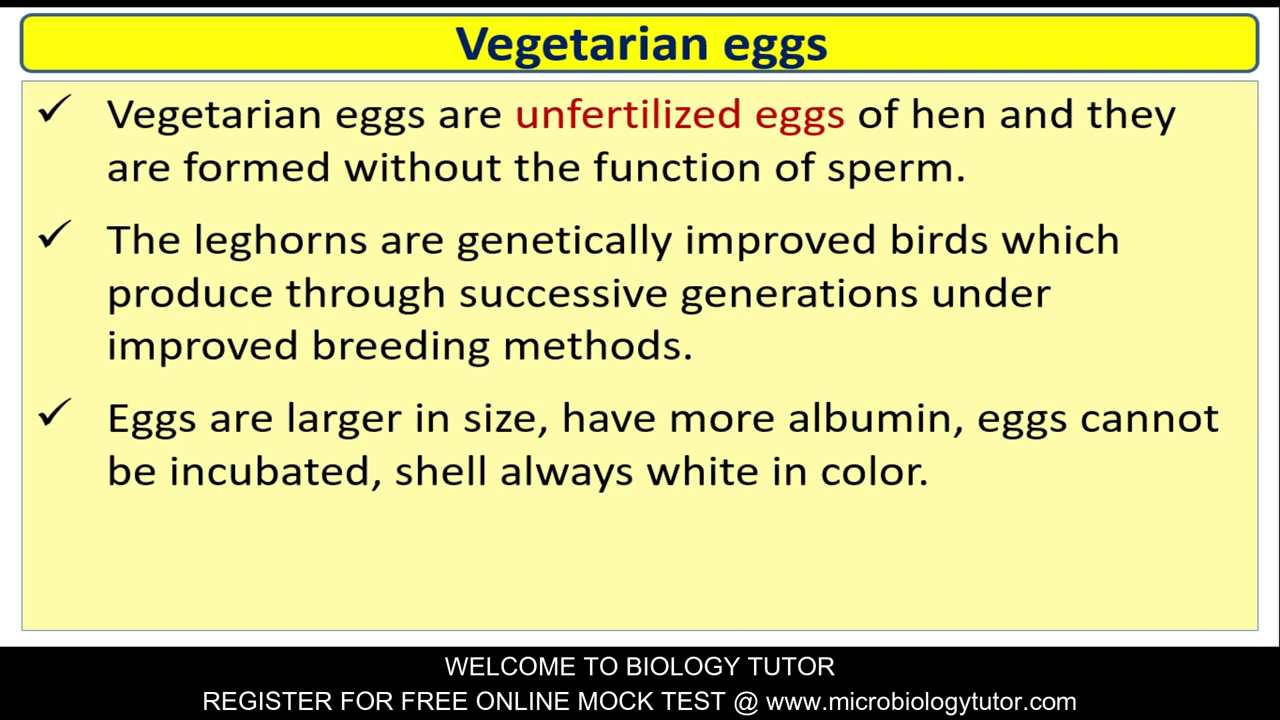 Vegetarian eggs
✓ Vegetarian eggs are unfertilized eggs of hen and they
are formed without the function of sperm.
✓ The leghorns are genetically improved birds which
produce through successive generations under
improved breeding methods.
✓ Eggs are larger in size, have more albumin, eggs cannot
be incubated, shell always white in color.
WELCOME TO BIOLOGY TUTOR
REGISTER FOR FREE ONLINE MOCK TEST @ www.microbiologytutor.com